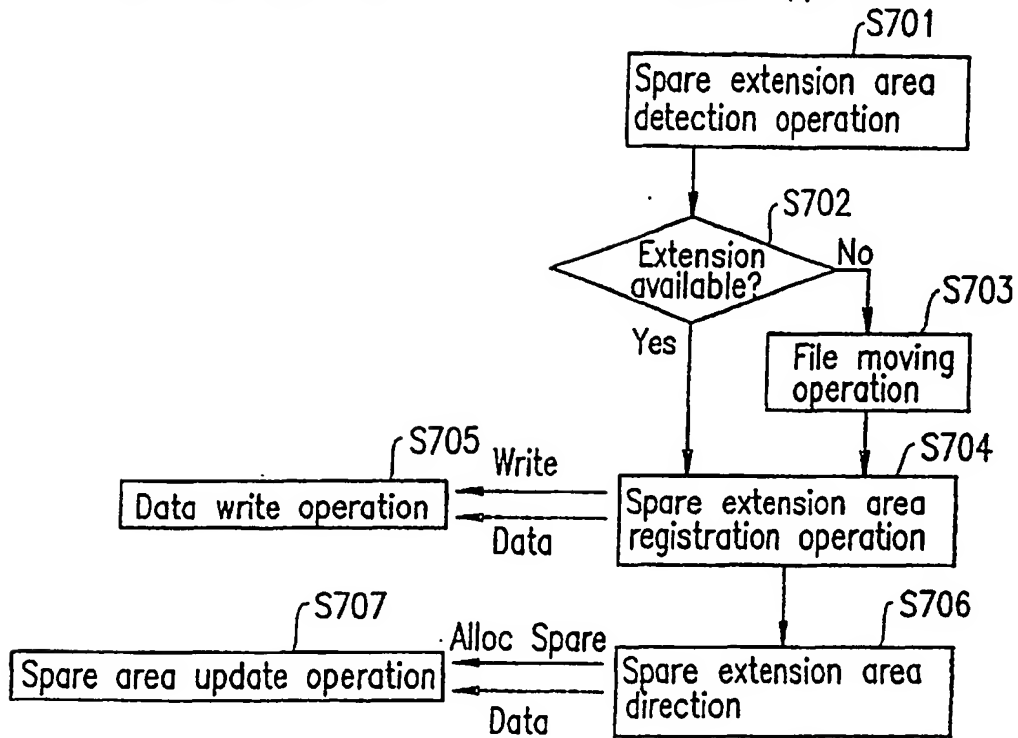 S701
Spare extension area
detection operation
S702
Extension
available?
No
Yes
S703
File moving
operation
S704
Spare extension area
registration operation
S705
Write
Data write operation
Data
S706
Spare extension area
direction
S707
Alloc Spare
Spare area update operation
Data